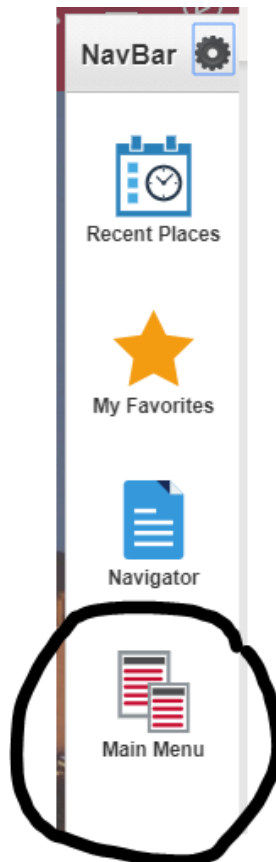 NavBar
Recent Places
My Favorites
Navigator
Main Menu